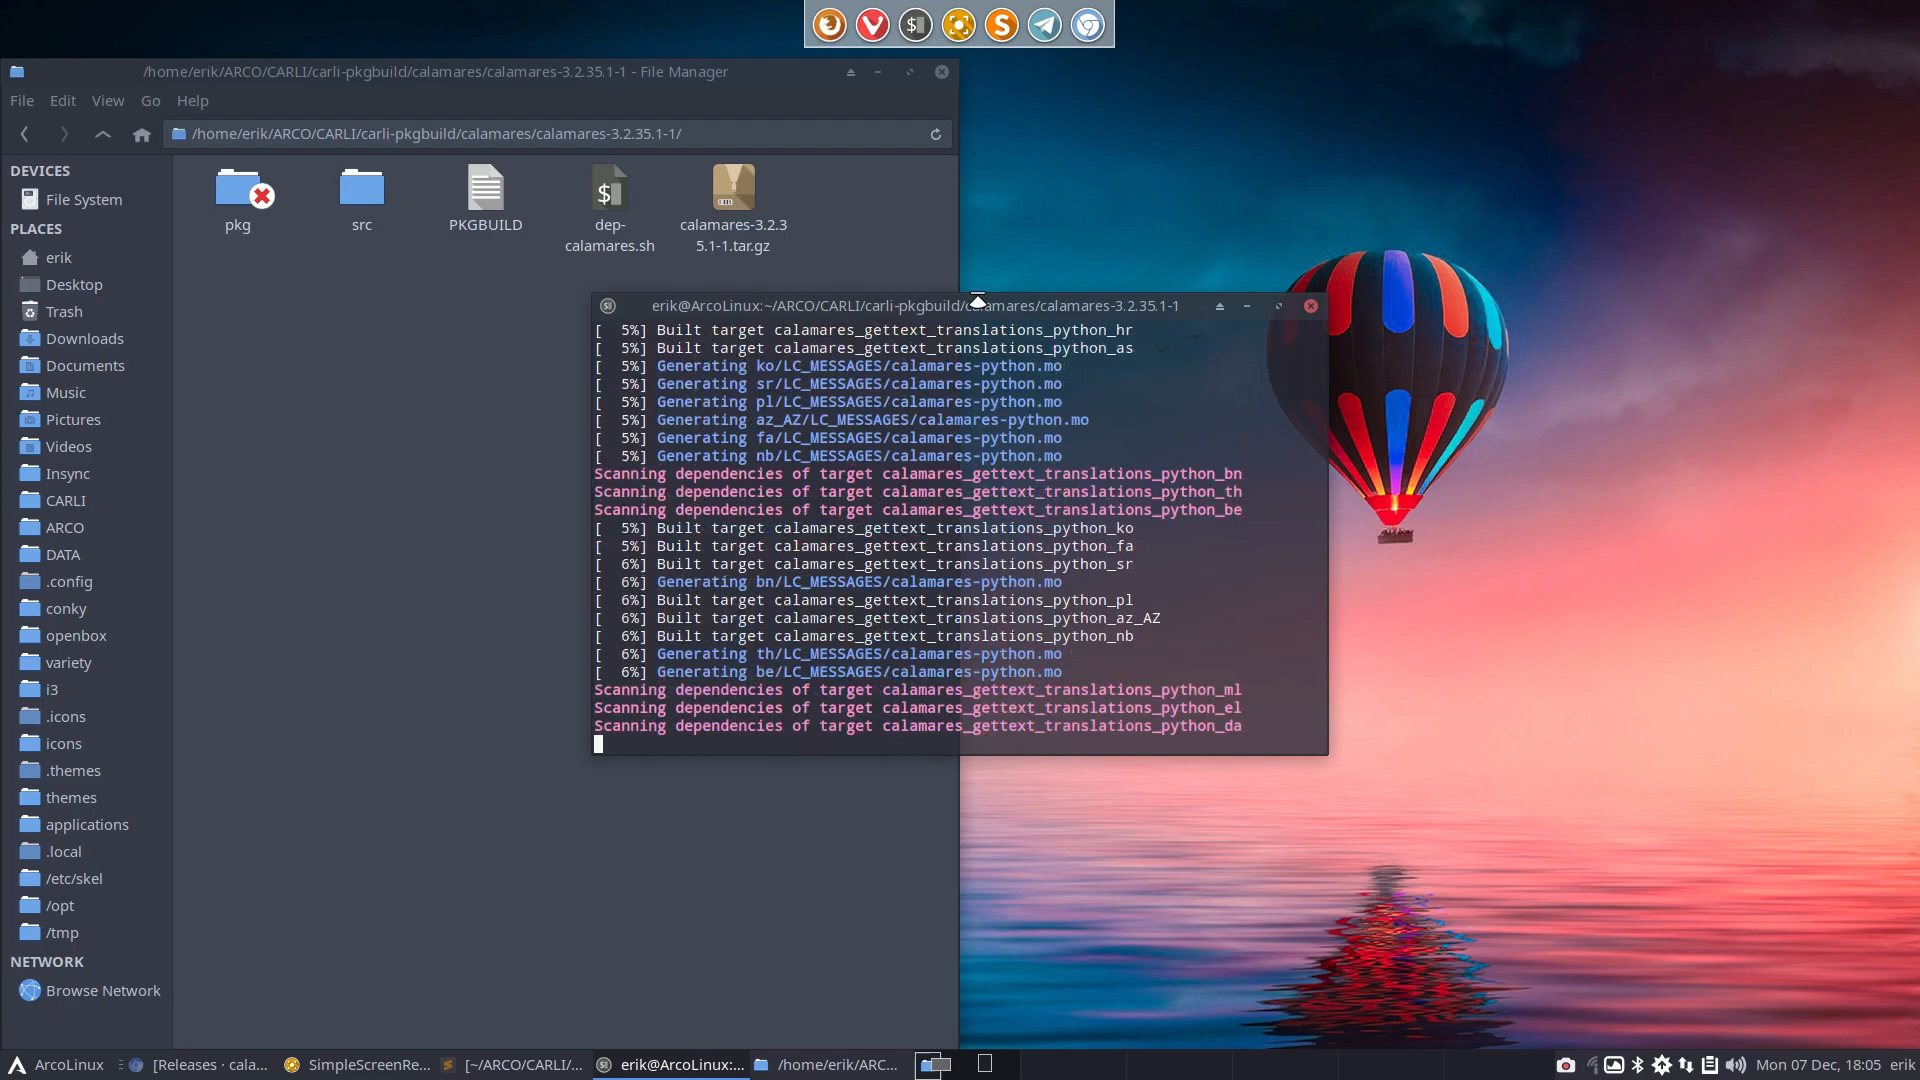 /home/erik/ARCO/CARLI/carli-pkgbuild/calamares/calamares-3.2.35.1-1 - File Manager
File Edit View Go Help
/home/erik/ARCO/CARLI/carli-pkgbuild/calamares/calamares-3.2.35.1-1/
DEVICES
File System
PLACES
erik
Desktop
Trash
Downloads
Documents
Music
Pictures
Videos
Insync
CARLI
ARCO
DATA
.config
conky
openbox
variety
i3
.icons
icons
.themes
themes
applications
.local
/etc/skel
/opt
/tmp
NETWORK
Browse Network
pkg
src
PKGBUILD
dep-
calamares.sh
calamares-3.2.3
5.1-1.tar.gz
erik@ArcoLinux:~/ARCO/CARLI/carli-pkgbuild/calamares/calamares-3.2.35.1-1
[  5%] Built target calamares_gettext_translations_python_hr
[  5%] Built target calamares_gettext_translations_python_as
[  5%] Generating ko/LC_MESSAGES/calamares-python.mo
[  5%] Generating sr/LC_MESSAGES/calamares-python.mo
[  5%] Generating pl/LC_MESSAGES/calamares-python.mo
[  5%] Generating az_AZ/LC_MESSAGES/calamares-python.mo
[  5%] Generating fa/LC_MESSAGES/calamares-python.mo
[  5%] Generating nb/LC_MESSAGES/calamares-python.mo
Scanning dependencies of target calamares_gettext_translations_python_bn
Scanning dependencies of target calamares_gettext_translations_python_th
Scanning dependencies of target calamares_gettext_translations_python_be
[  5%] Built target calamares_gettext_translations_python_ko
[  5%] Built target calamares_gettext_translations_python_fa
[  6%] Built target calamares_gettext_translations_python_sr
[  6%] Generating bn/LC_MESSAGES/calamares-python.mo
[  6%] Built target calamares_gettext_translations_python_pl
[  6%] Built target calamares_gettext_translations_python_az_AZ
[  6%] Built target calamares_gettext_translations_python_nb
[  6%] Generating th/LC_MESSAGES/calamares-python.mo
[  6%] Generating be/LC_MESSAGES/calamares-python.mo
Scanning dependencies of target calamares_gettext_translations_python_ml
Scanning dependencies of target calamares_gettext_translations_python_el
Scanning dependencies of target calamares_gettext_translations_python_da
ArcoLinux
[Releases · cala...
SimpleScreenRe...
[~/ARCO/CARLI/...
erik@ArcoLinux:...
/home/erik/ARC...
Mon 07 Dec, 18:05
erik